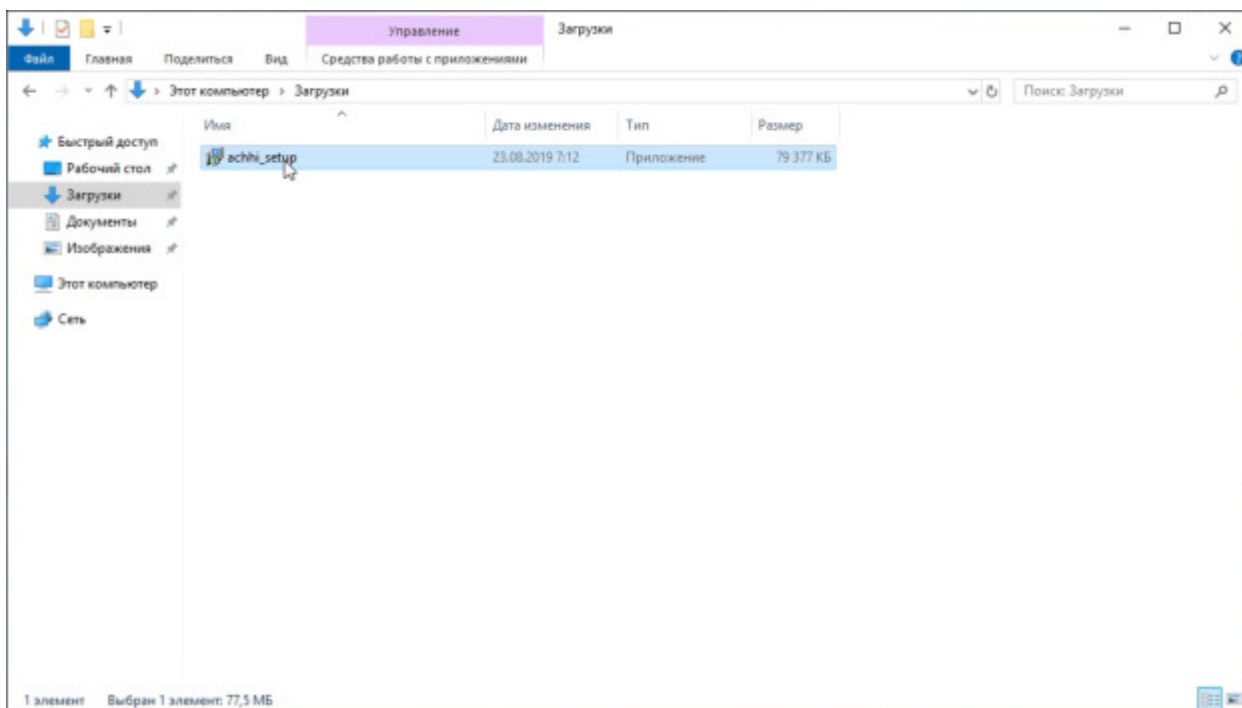 Управление Загрузки
Файл Главная Поделиться Вид Средства работы с приложениями
Этот компьютер › Загрузки Поиск: Загрузки
Имя Дата изменения Тип Размер
Быстрый доступ
achhi_setup 23.08.2019 7:12 Приложение 79 377 КБ
Рабочий стол
Загрузки
Документы
Изображения
Этот компьютер
Сеть
1 элемент Выбран 1 элемент: 77,5 МБ